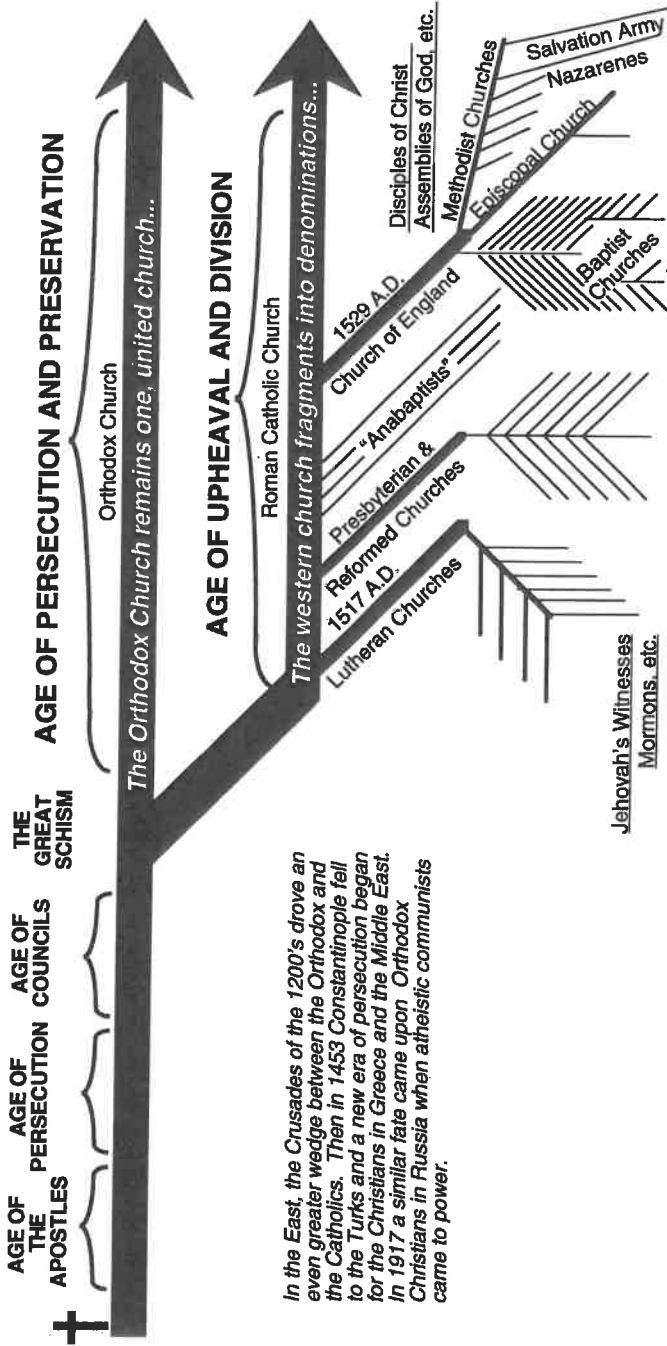 AGE OF
THE
APOSTLES
AGE OF
PERSECUTION
AGE OF
COUNCILS
THE
GREAT
SCHISM
AGE OF PERSECUTION AND PRESERVATION
Orthodox Church
The Orthodox Church remains one, united church...
AGE OF UPHEAVAL AND DIVISION
Roman Catholic Church
The western church fragments into denominations...
In the East, the Crusades of the 1200's drove an
even greater wedge between the Orthodox and
the Catholics. Then in 1453 Constantinople fell
to the Turks and a new era of persecution began
for the Christians in Greece and the Middle East.
In 1917 a similar fate came upon Orthodox
Christians in Russia when atheistic communists
came to power.
1517 A.D.
Lutheran Churches
Presbyterian &
Reformed Churches
"Anabaptists"
1529 A.D.
Church of England
Disciples of Christ
Assemblies of God, etc.
Methodist Churches
Salvation Army
Nazarenes
Episcopal Church
Baptist
Churches
Jehovah's Witnesses
Mormons, etc.